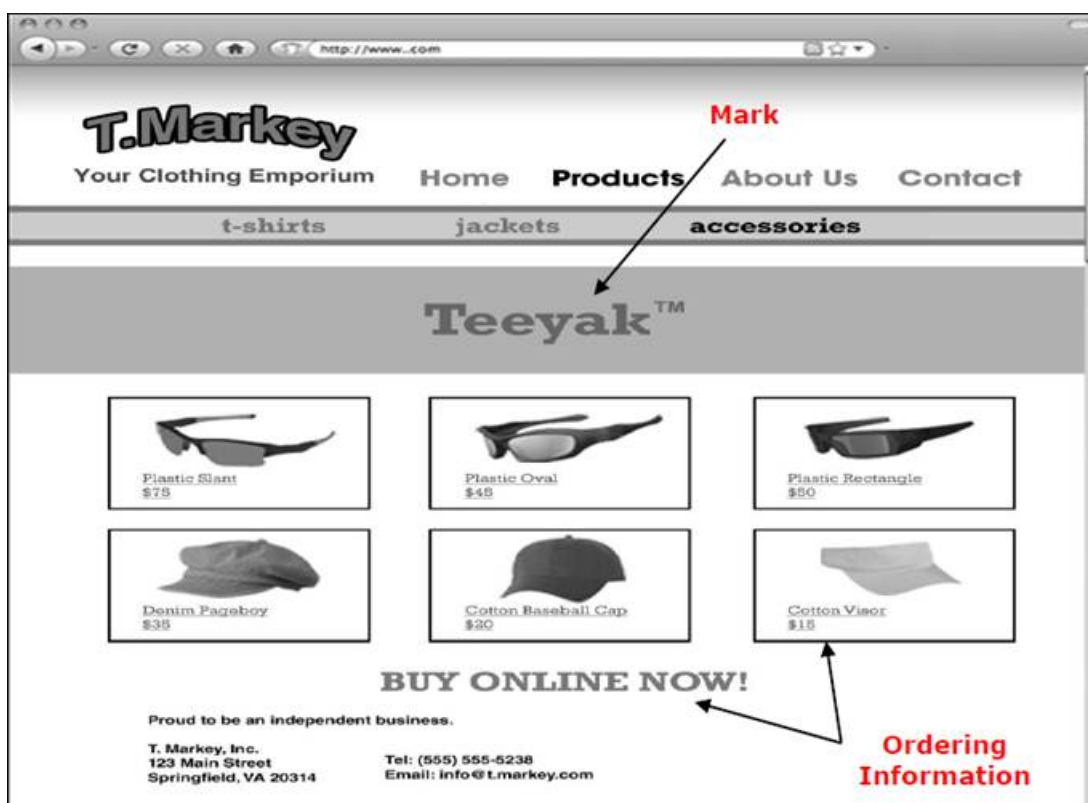 http://www..com
T.Markey
Mark
Your Clothing Emporium
Home Products About Us Contact
t-shirts jackets accessories
Teeyak™
Plastic Slant
$75
Plastic Oval
$45
Plastic Rectangle
$50
Denim Pageboy
$35
Cotton Baseball Cap
$20
Cotton Visor
$15
BUY ONLINE NOW!
Proud to be an independent business.
T. Markey, Inc.
123 Main Street
Springfield, VA 20314
Tel: (555) 555-5238
Email: info@t.markey.com
Ordering
Information